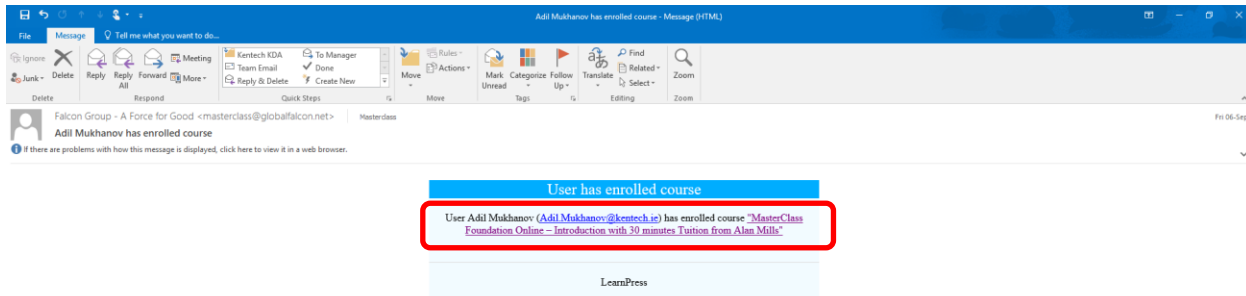 Adil Mukhanov has enrolled course - Message (HTML)
File Message Tell me what you want to do...
Ignore
Junk
Delete
Reply
Reply All
Forward
Meeting
More
Kentech KDA
Team Email
Reply & Delete
To Manager
Done
Create New
Move
Rules
Actions
Mark Unread
Categorize
Follow Up
Translate
Find
Related
Select
Zoom
Delete Respond Quick Steps Move Tags Editing Zoom
Falcon Group - A Force for Good <masterclass@globalfalcon.net> Masterclass
Fri 06-Sep
Adil Mukhanov has enrolled course
If there are problems with how this message is displayed, click here to view it in a web browser.
User has enrolled course
User Adil Mukhanov (Adil.Mukhanov@kentech.ie) has enrolled course "MasterClass
Foundation Online – Introduction with 30 minutes Tuition from Alan Mills"
LearnPress